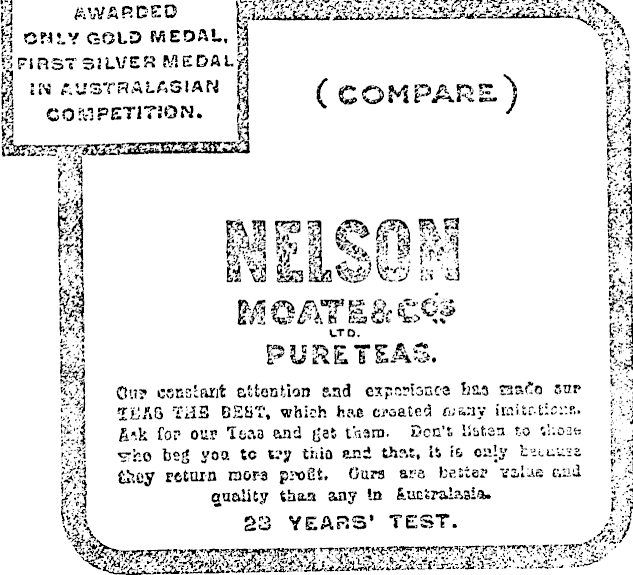 AWARDED
ONLY GOLD MEDAL,
FIRST SILVER MEDAL
IN AUSTRALASIAN
COMPETITION.
(COMPARE)
NELSON
MOATE & CO'S
LTD.
PURE TEAS.
Our constant attention and experience has made our
TEAS THE BEST, which has created many imitations.
Ask for our Teas and get them. Don't listen to those
who beg you to try this and that, it is only because
they return more profit. Ours are better value and
quality than any in Australasia.
23 YEARS' TEST.